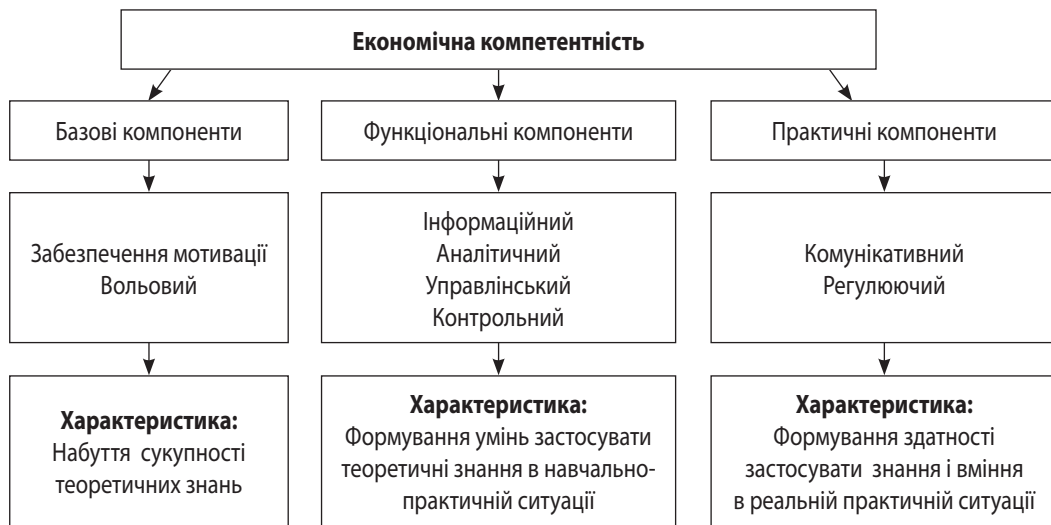 Економічна компетентність
Базові компоненти
Функціональні компоненти
Практичні компоненти
Забезпечення мотивації
Вольовий
Інформаційний
Аналітичний
Управлінський
Контрольний
Комунікативний
Регулюючий
Характеристика:
Набуття сукупності
теоретичних знань
Характеристика:
Формування умінь застосувати
теоретичні знання в навчально-
практичній ситуації
Характеристика:
Формування здатності
застосувати знання і вміння
в реальній практичній ситуації